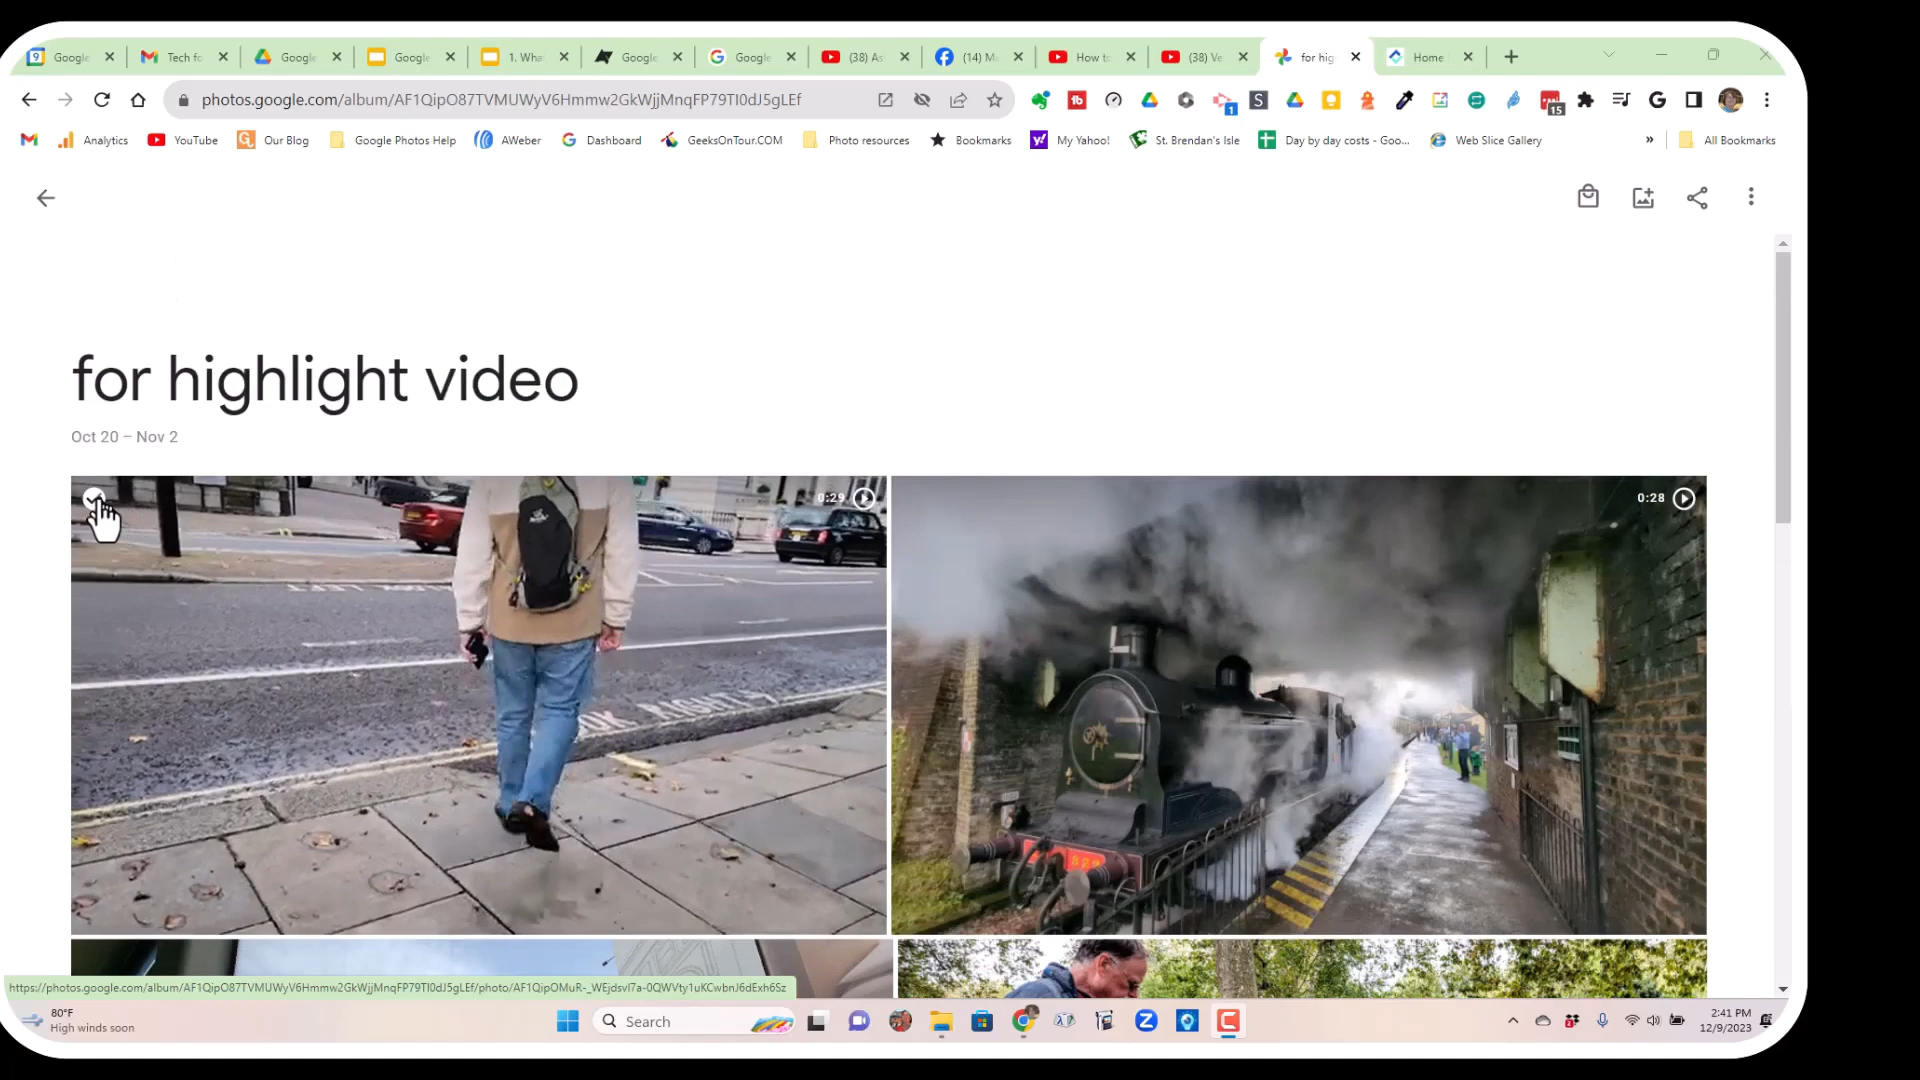 Google
Tech fo
Google
Google
1. Wha
Google
Google
(38) As
(14) M
How to
(38) Ve
for hig
Home
photos.google.com/album/AF1QipO87TVMUWyV6Hmmw2GkWjjMnqFP79TI0dJ5gLEf
1
15
Analytics
YouTube
Our Blog
Google Photos Help
AWeber
Dashboard
GeeksOnTour.COM
Photo resources
Bookmarks
My Yahoo!
St. Brendan's Isle
Day by day costs - Goo...
Web Slice Gallery
»
All Bookmarks
for highlight video
Oct 20 – Nov 2
0:29
0:28
https://photos.google.com/album/AF1QipO87TVMUWyV6Hmmw2GkWjjMnqFP79TI0dJ5gLEf/photo/AF1QipOMuR-_WEjdsvl7a-0QWVty1uKCwbnJ6dExh6Sz
80°F
High winds soon
Search
2:41 PM
12/9/2023